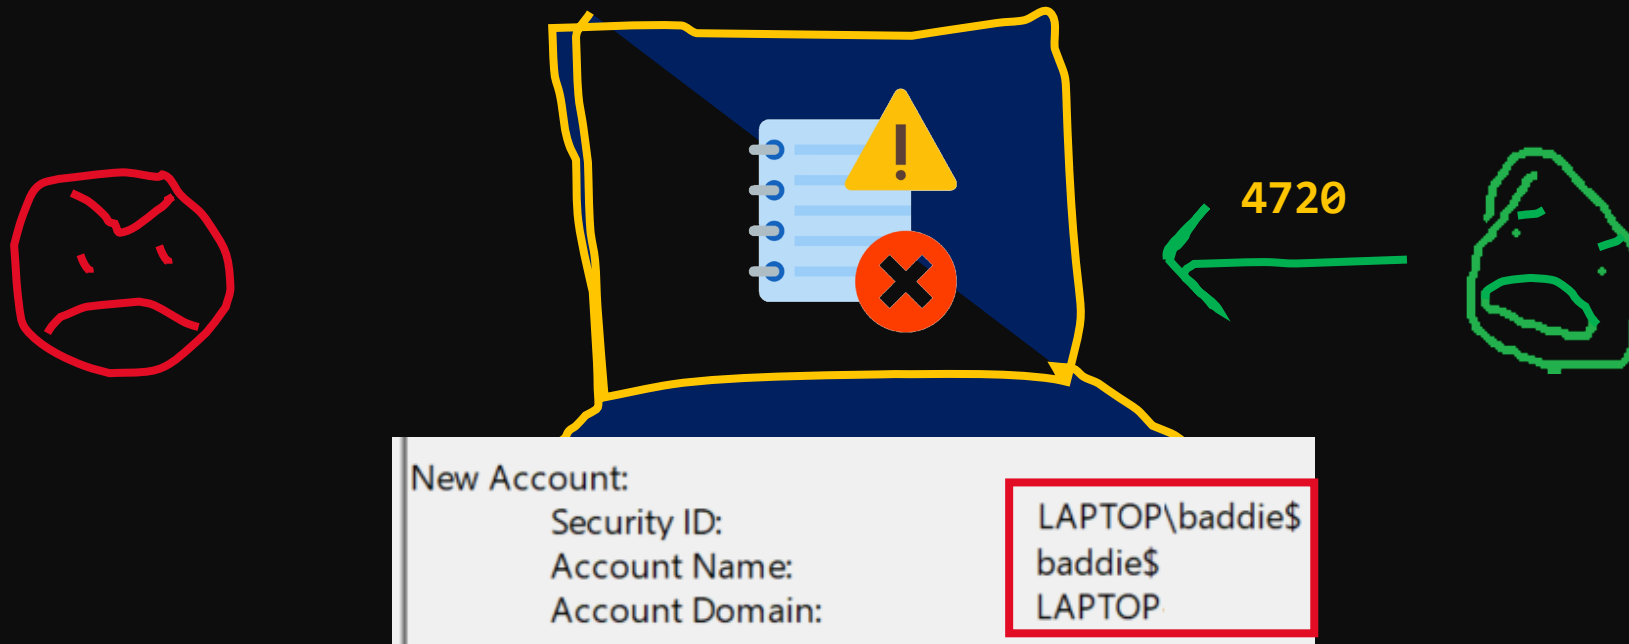 4720
New Account:
Security ID: LAPTOP\baddie$
Account Name: baddie$
Account Domain: LAPTOP